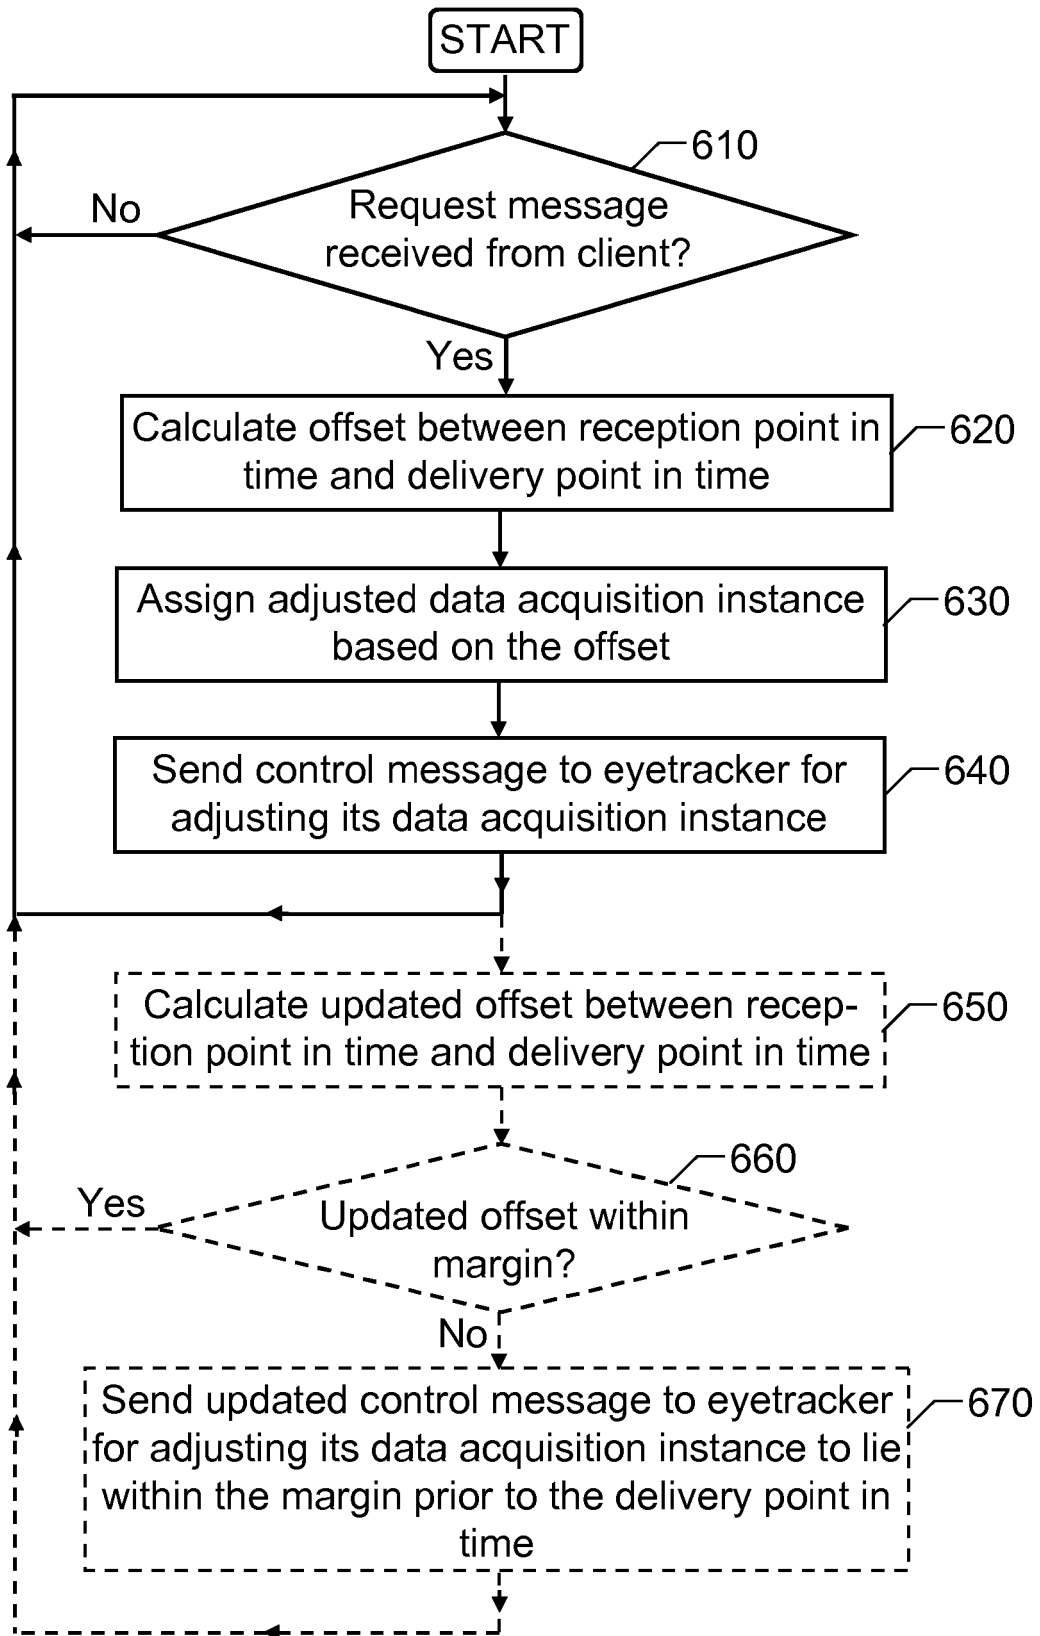 START
610
Request message
received from client?
No
Yes
Calculate offset between reception point in
time and delivery point in time
620
Assign adjusted data acquisition instance
based on the offset
630
Send control message to eyetracker for
adjusting its data acquisition instance
640
Calculate updated offset between recep-
tion point in time and delivery point in time
650
660
Updated offset within
margin?
Yes
No
Send updated control message to eyetracker
for adjusting its data acquisition instance to lie
within the margin prior to the delivery point in
time
670